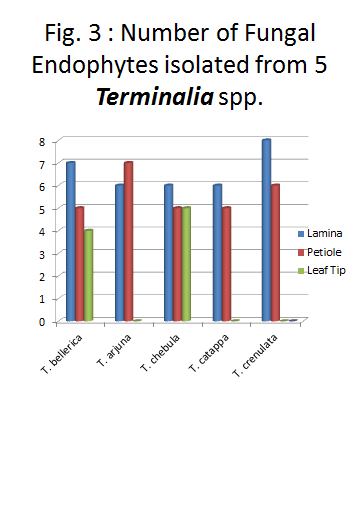 Fig. 3 : Number of Fungal
Endophytes isolated from 5
Terminalia spp.
8
7
6
5
4
3
2
1
0
Lamina
Petiole
Leaf Tip
T. bellerica
T. arjuna
T. chebula
T. catappa
T. crenulata